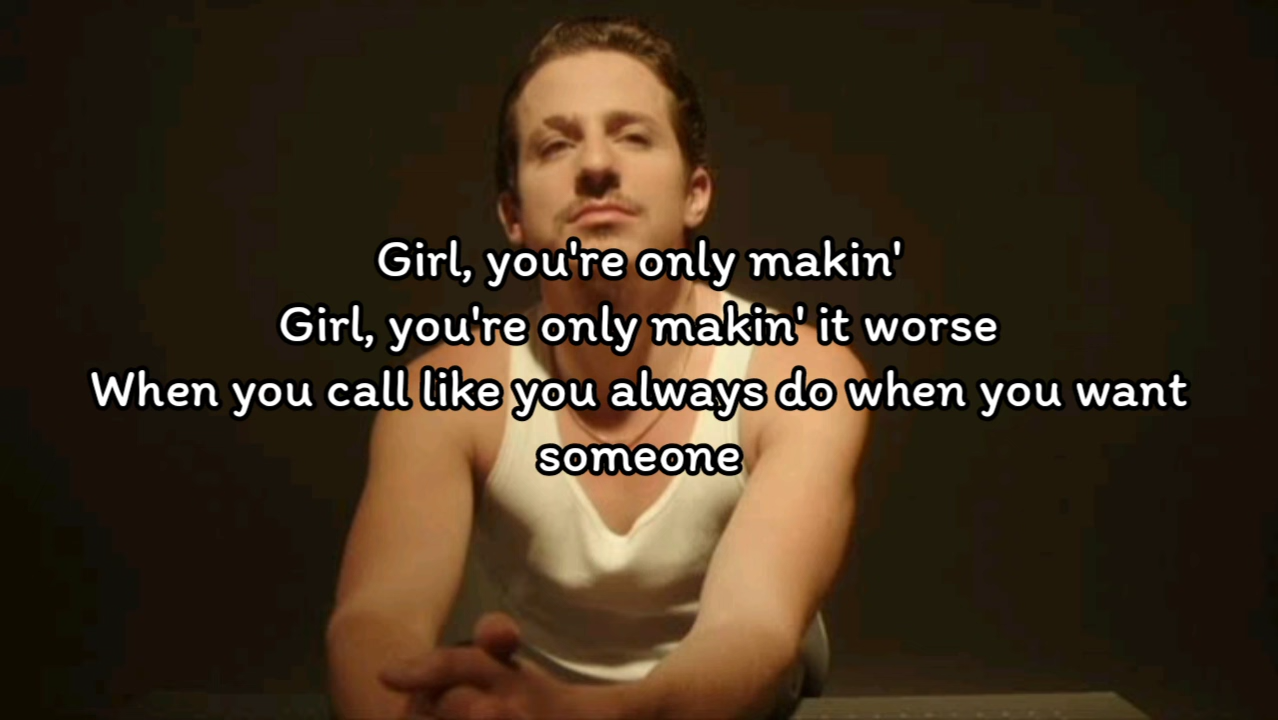 Girl, you're only makin'
Girl, you're only makin' it worse
When you call like you always do when you want
someone